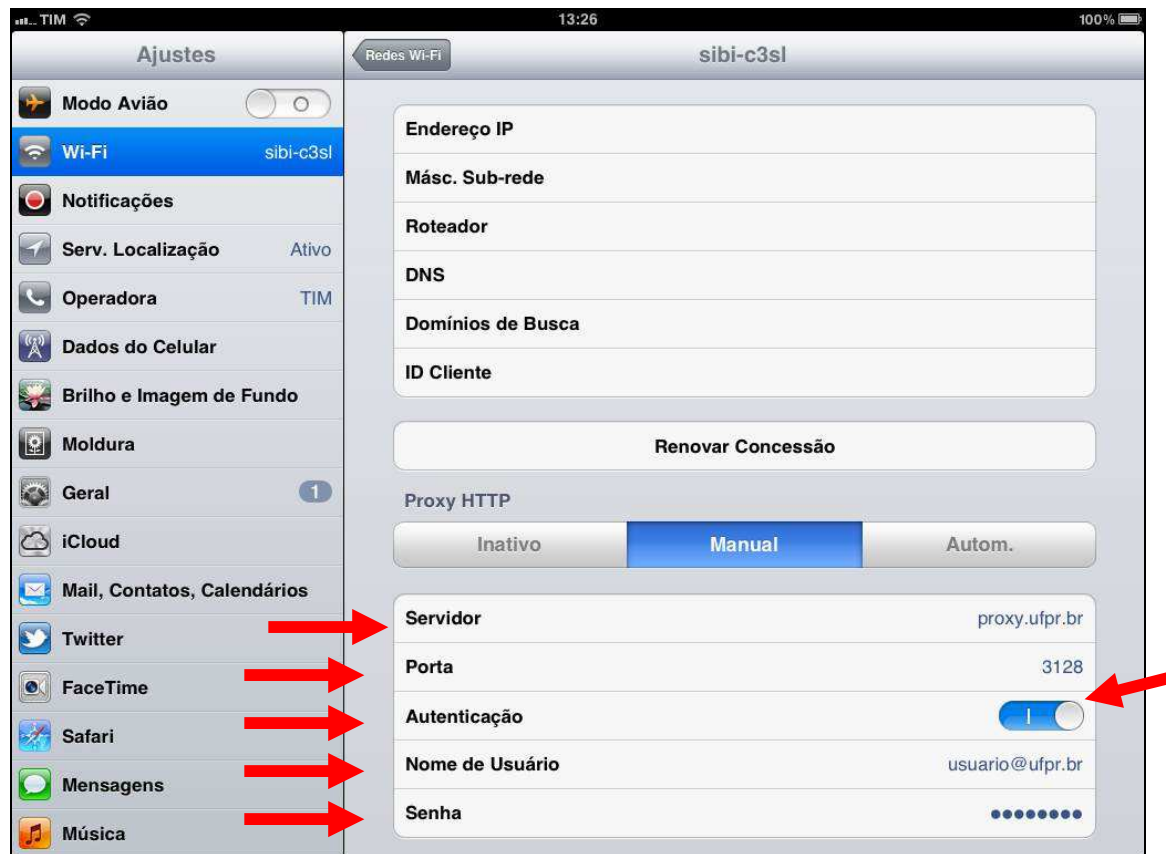 TIM 13:26 100%
Ajustes
Modo Avião
Wi-Fi sibi-c3sl
Notificações
Serv. Localização Ativo
Operadora TIM
Dados do Celular
Brilho e Imagem de Fundo
Moldura
Geral 1
iCloud
Mail, Contatos, Calendários
Twitter
FaceTime
Safari
Mensagens
Música
Redes Wi-Fi sibi-c3sl
Endereço IP
Másc. Sub-rede
Roteador
DNS
Domínios de Busca
ID Cliente
Renovar Concessão
Proxy HTTP
Inativo Manual Autom.
Servidor proxy.ufpr.br
Porta 3128
Autenticação
Nome de Usuário usuario@ufpr.br
Senha ●●●●●●●●